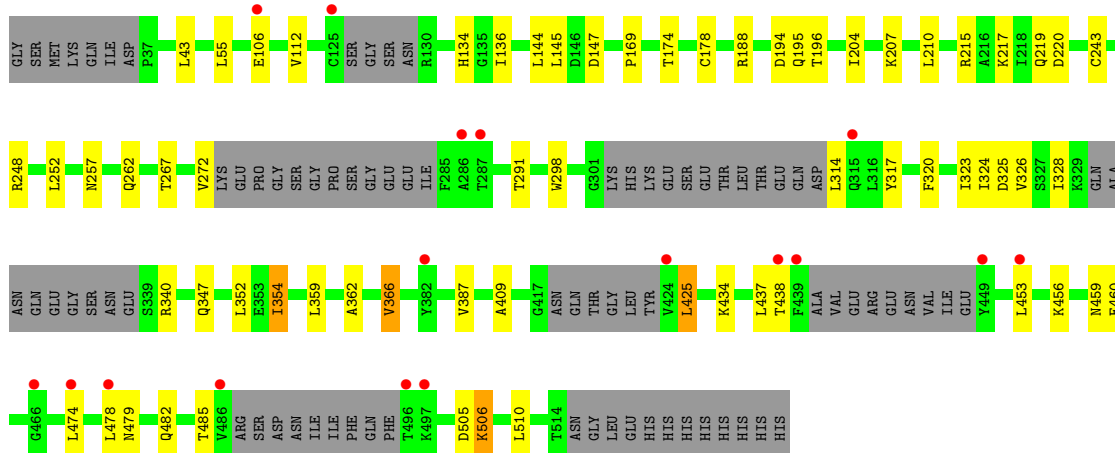 GLY SER MET LYS GLN ILE ASP P37 L43 L55 E106 V112 C125 SER GLY SER ASN R130 H134 G135 I136 L144 L145 D146 D147 P169 T174 C178 R188 D194 Q195 T196 I204 K207 L210 R215 A216 K217 I218 Q219 D220 C243
R248 L252 N257 Q262 T267 V272 LYS GLU PRO GLY SER GLY PRO SER GLY GLU GLU ILE F285 A286 T287 T291 W298 G301 LYS HIS LYS GLU SER GLU THR LEU THR GLU GLN ASP L314 Q315 L316 Y317 F320 I323 I324 D325 V326 S327 I328 K329 GLN ALA
ASN GLN GLU GLY SER ASN GLU S339 R340 Q347 L352 E353 I354 L359 A362 V366 Y382 V387 A409 G417 ASN GLN THR GLY LEU TYR V424 L425 K434 L437 T438 F439 ALA VAL GLU ARG GLU ASN VAL ILE GLU Y449 L453 K456 N459
G466 L474 L478 N479 Q482 T485 V486 ARG SER ASP ASN ILE ILE PHE GLN PHE T496 K497 D505 K506 L510 T514 ASN GLY LEU GLU HIS HIS HIS HIS HIS HIS HIS HIS